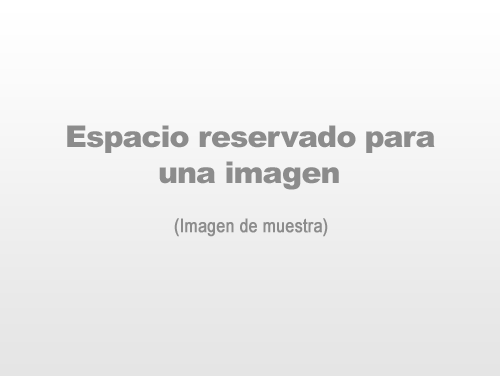 Espacio reservado para
una imagen
(Imagen de muestra)